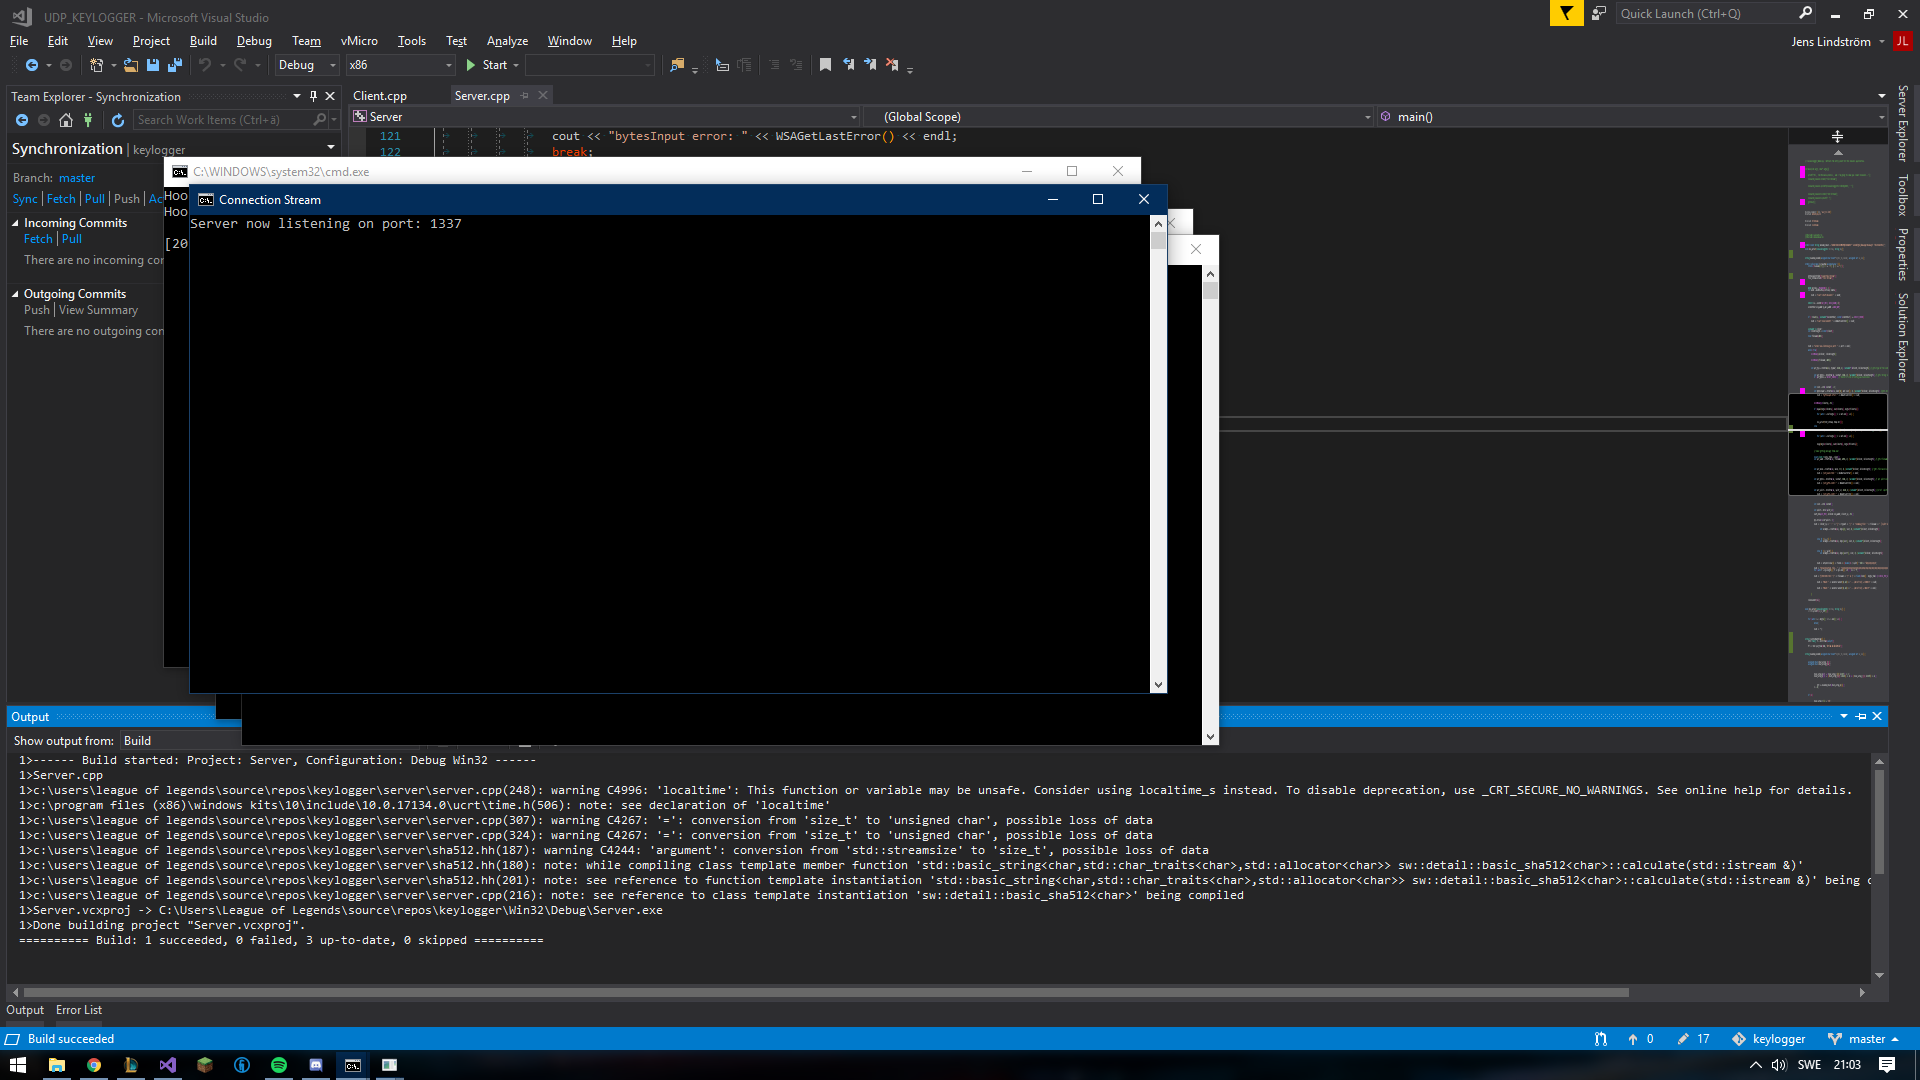 UDP_KEYLOGGER - Microsoft Visual Studio
Quick Launch (Ctrl+Q)
File Edit View Project Build Debug Team vMicro Tools Test Analyze Window Help
Jens Lindström JL
Debug x86 Start
Team Explorer - Synchronization
Client.cpp Server.cpp
Search Work Items (Ctrl+ä)
Server (Global Scope) main()
Synchronization | keylogger
121 cout << "bytesInput error: " << WSAGetLastError() << endl;
122 break;
Branch: master
Sync | Fetch | Pull | Push | Ac
Incoming Commits
Fetch | Pull
There are no incoming co
Outgoing Commits
Push | View Summary
There are no outgoing con
C:\WINDOWS\system32\cmd.exe
Hoo
Hoo
[20
Connection Stream
Server now listening on port: 1337
Server Explorer
Toolbox
Properties
Solution Explorer
Output
Show output from: Build
1>------ Build started: Project: Server, Configuration: Debug Win32 ------
1>Server.cpp
1>c:\users\league of legends\source\repos\keylogger\server\server.cpp(248): warning C4996: 'localtime': This function or variable may be unsafe. Consider using localtime_s instead. To disable deprecation, use _CRT_SECURE_NO_WARNINGS. See online help for details.
1>c:\program files (x86)\windows kits\10\include\10.0.17134.0\ucrt\time.h(506): note: see declaration of 'localtime'
1>c:\users\league of legends\source\repos\keylogger\server\server.cpp(307): warning C4267: '=': conversion from 'size_t' to 'unsigned char', possible loss of data
1>c:\users\league of legends\source\repos\keylogger\server\server.cpp(324): warning C4267: '=': conversion from 'size_t' to 'unsigned char', possible loss of data
1>c:\users\league of legends\source\repos\keylogger\server\sha512.hh(187): warning C4244: 'argument': conversion from 'std::streamsize' to 'size_t', possible loss of data
1>c:\users\league of legends\source\repos\keylogger\server\sha512.hh(180): note: while compiling class template member function 'std::basic_string<char,std::char_traits<char>,std::allocator<char>> sw::detail::basic_sha512<char>::calculate(std::istream &)'
1>c:\users\league of legends\source\repos\keylogger\server\sha512.hh(201): note: see reference to function template instantiation 'std::basic_string<char,std::char_traits<char>,std::allocator<char>> sw::detail::basic_sha512<char>::calculate(std::istream &)' being c
1>c:\users\league of legends\source\repos\keylogger\server\server.cpp(216): note: see reference to class template instantiation 'sw::detail::basic_sha512<char>' being compiled
1>Server.vcxproj -> C:\Users\League of Legends\source\repos\keylogger\Win32\Debug\Server.exe
1>Done building project "Server.vcxproj".
========== Build: 1 succeeded, 0 failed, 3 up-to-date, 0 skipped ==========
Output Error List
Build succeeded 0 17 keylogger master
SWE 21:03